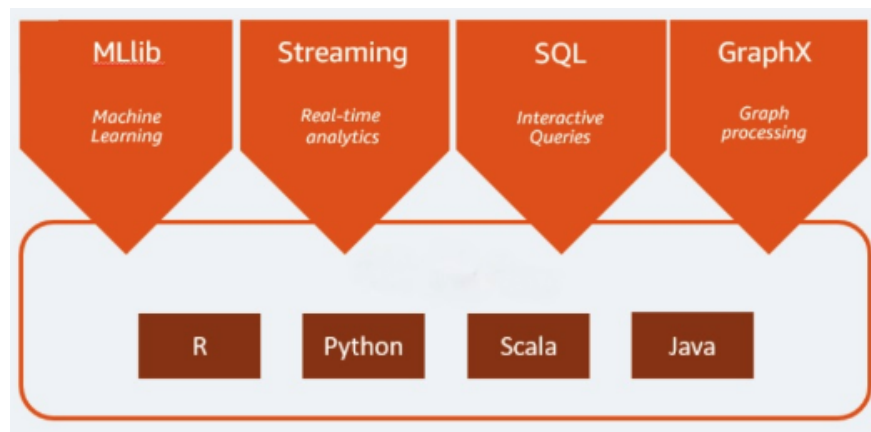 MLlib
Machine
Learning
Streaming
Real-time
analytics
SQL
Interactive
Queries
GraphX
Graph
processing
R
Python
Scala
Java